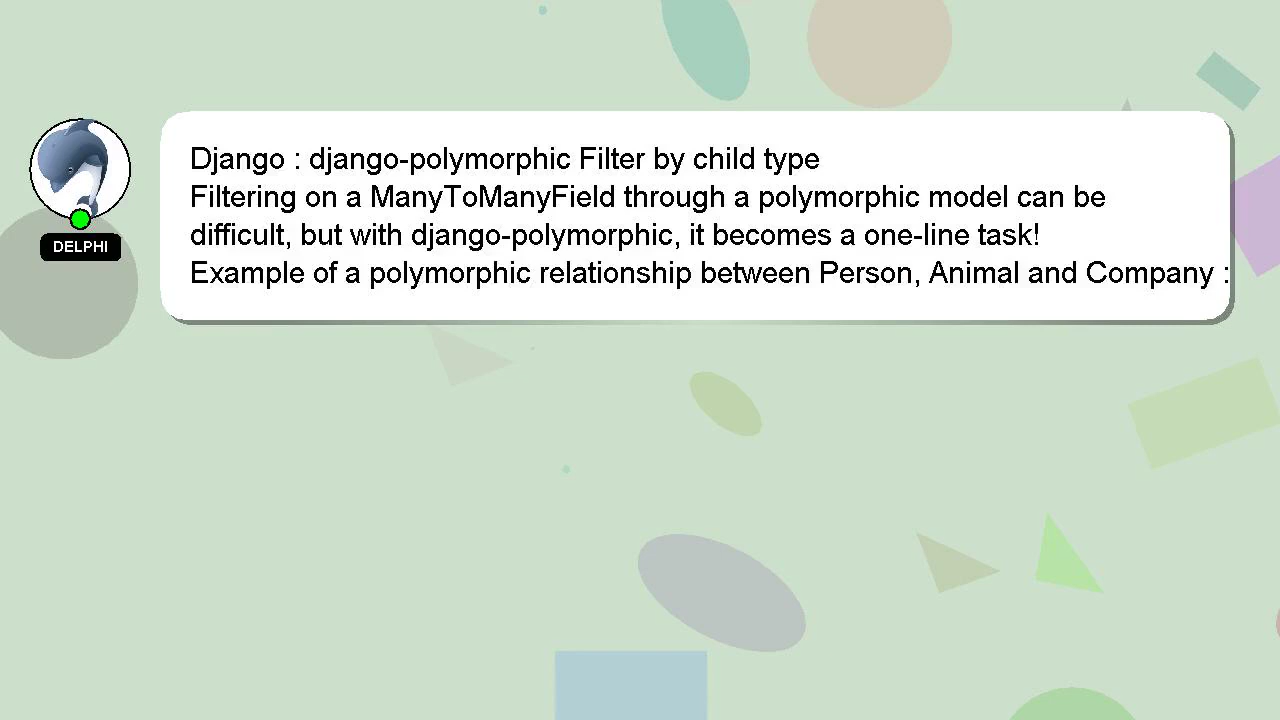 Django : django-polymorphic Filter by child type
Filtering on a ManyToManyField through a polymorphic model can be
difficult, but with django-polymorphic, it becomes a one-line task!
Example of a polymorphic relationship between Person, Animal and Company :
DELPHI